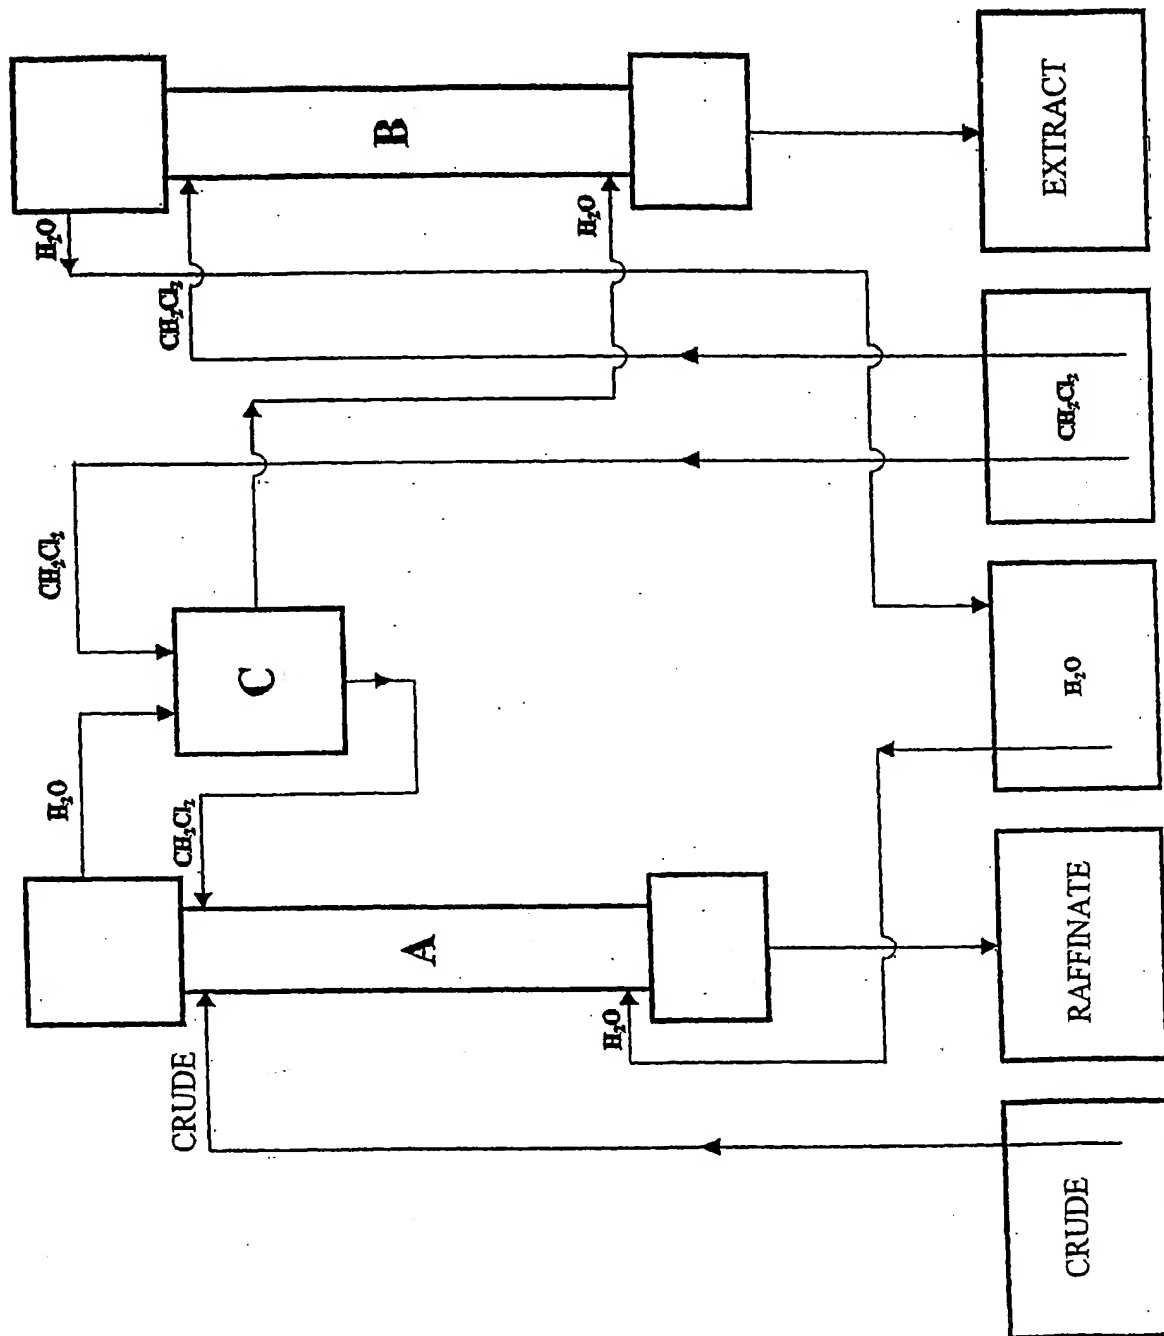 H₂O
B
CH₂Cl₂
H₂O
EXTRACT
CH₂Cl₂
CH₂Cl₂
C
H₂O
H₂O
CH₂Cl₂
A
RAFFINATE
H₂O
CRUDE
CRUDE